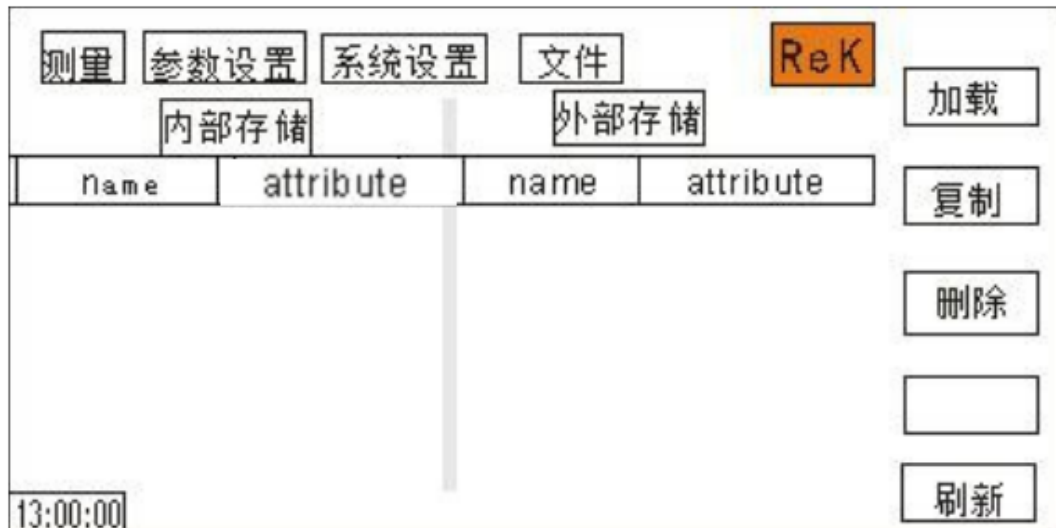 测量 参数设置 系统设置 文件 ReK
加载
内部存储 外部存储
name attribute name attribute
复制
删除
刷新
13:00:00